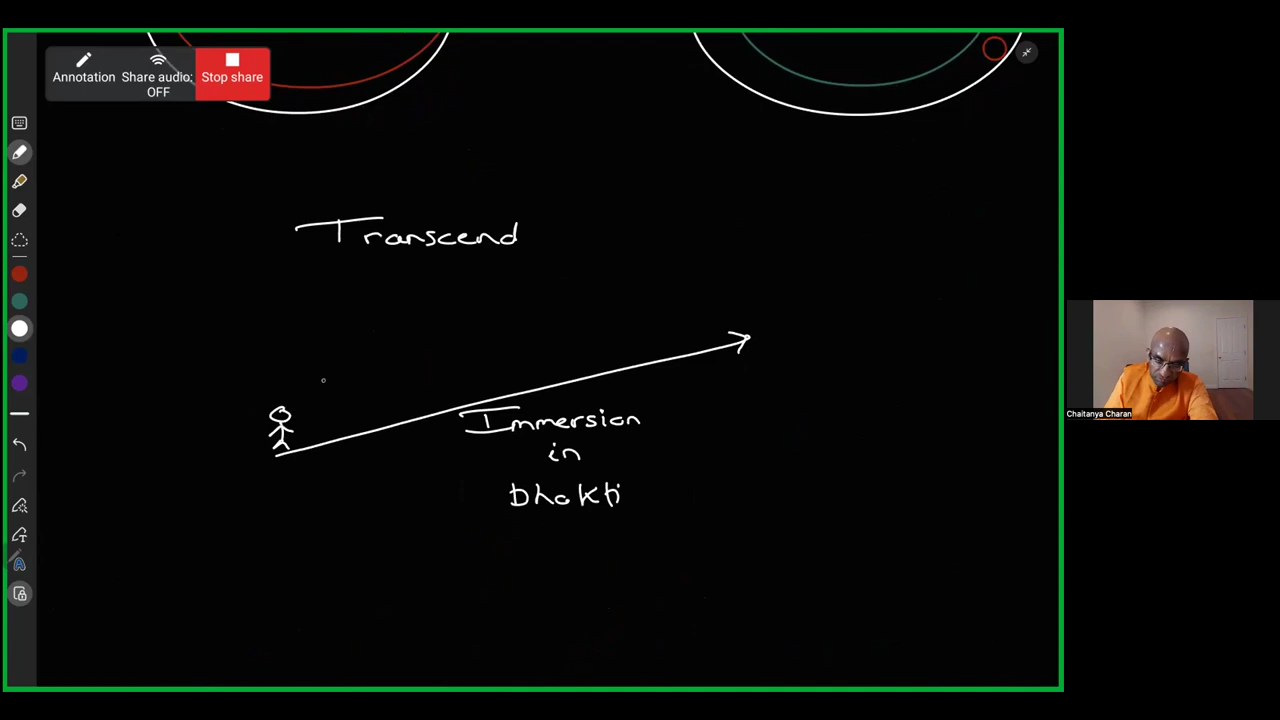 Annotation
Share audio: OFF
Stop share
Transcend
Immersion
in
bhakti
Chaitanya Charan